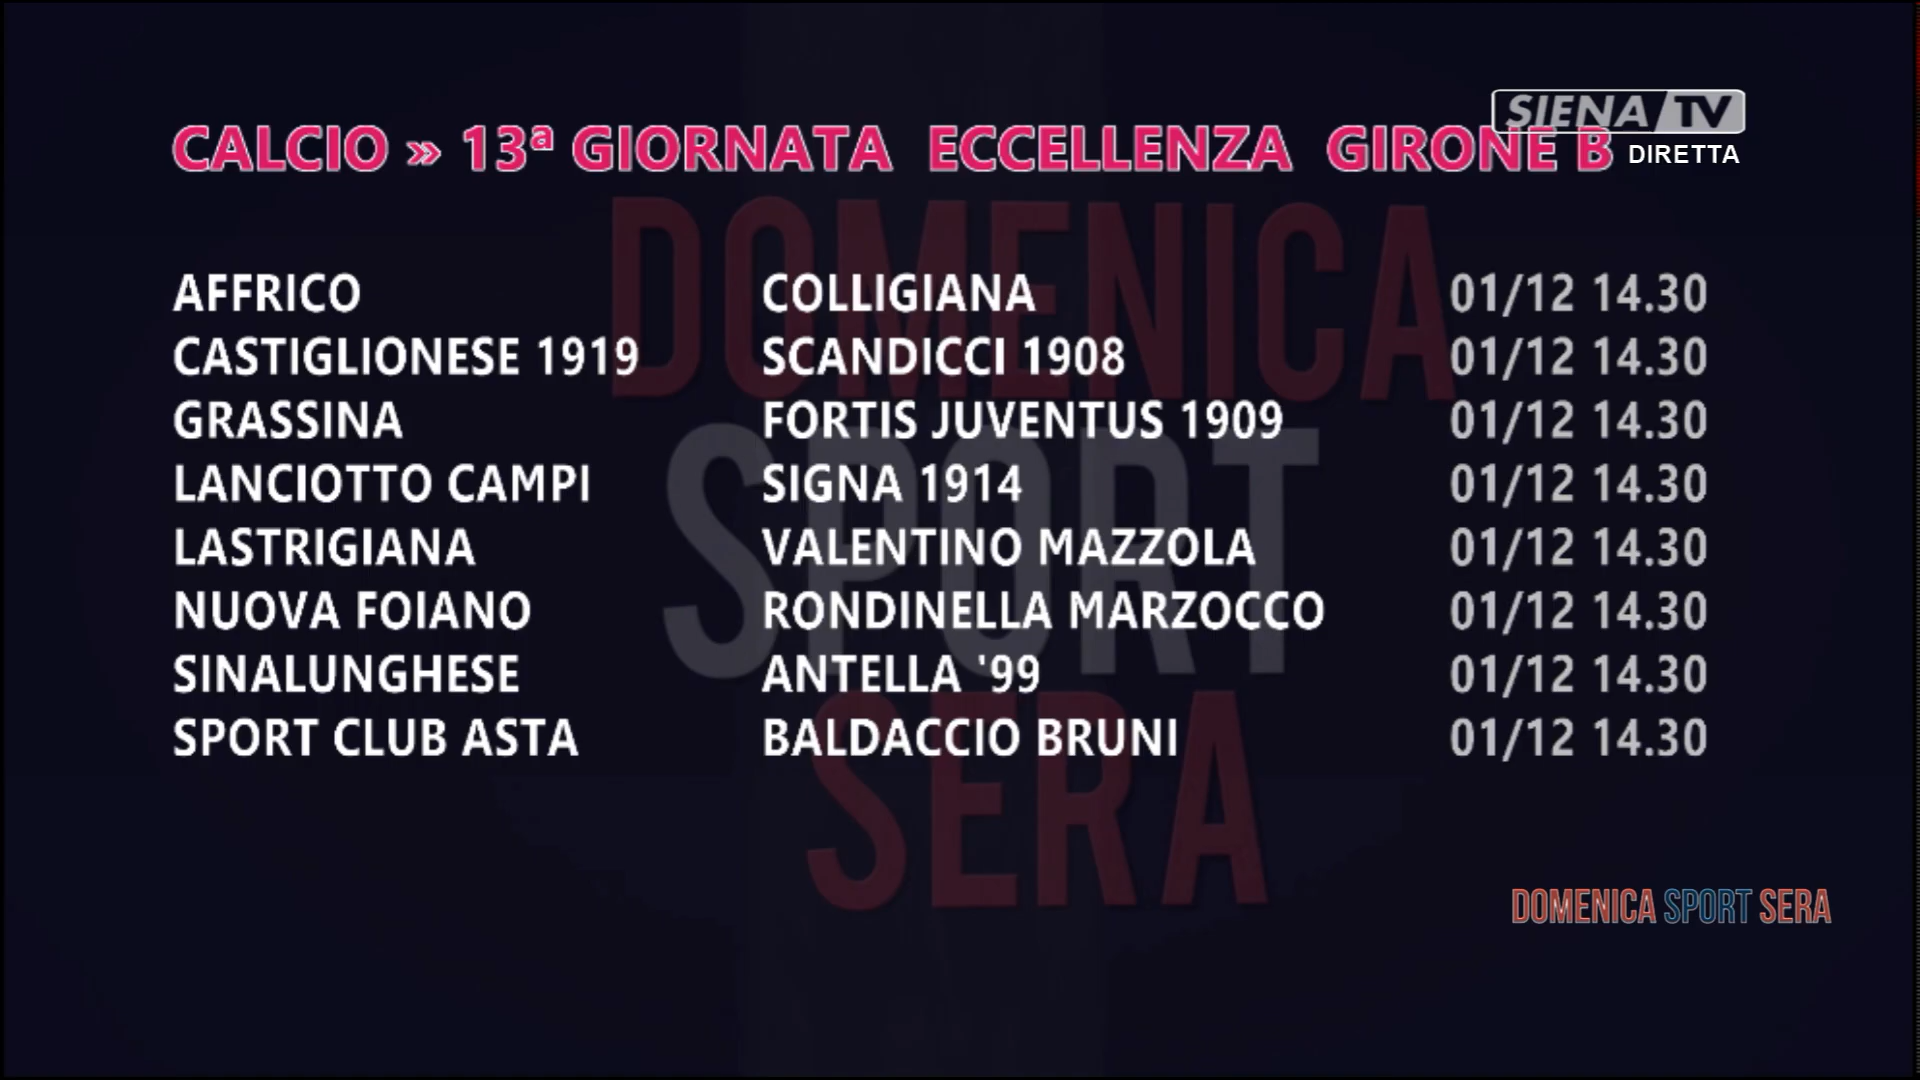 SIENA TV
CALCIO » 13ª GIORNATA ECCELLENZA GIRONE B
DIRETTA
AFFRICO COLLIGIANA 01/12 14.30
CASTIGLIONESE 1919 SCANDICCI 1908 01/12 14.30
GRASSINA FORTIS JUVENTUS 1909 01/12 14.30
LANCIOTTO CAMPI SIGNA 1914 01/12 14.30
LASTRIGIANA VALENTINO MAZZOLA 01/12 14.30
NUOVA FOIANO RONDINELLA MARZOCCO 01/12 14.30
SINALUNGHESE ANTELLA '99 01/12 14.30
SPORT CLUB ASTA BALDACCIO BRUNI 01/12 14.30
DOMENICA
SPORT
SERA
DOMENICA SPORT SERA